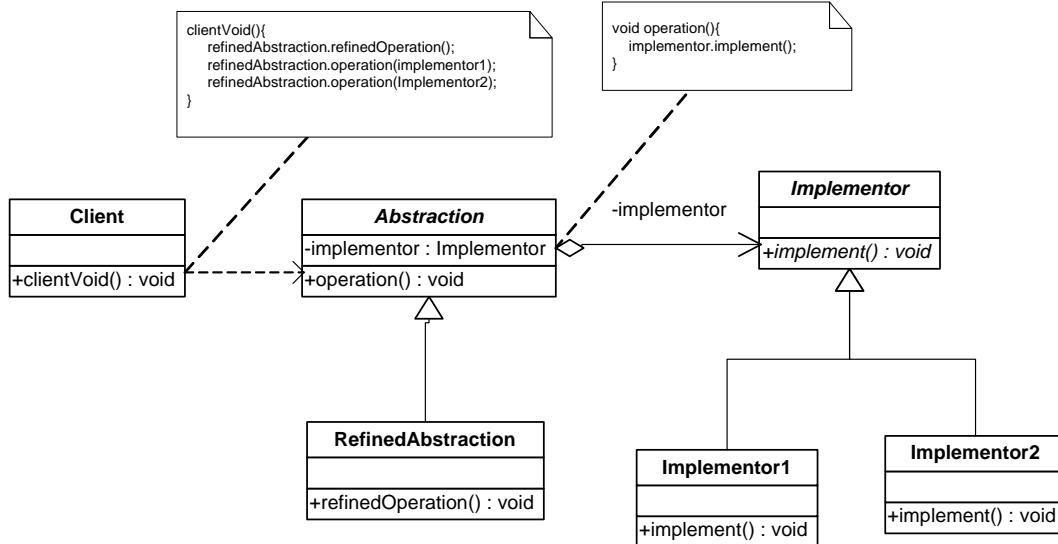 clientVoid(){
refinedAbstraction.refinedOperation();
refinedAbstraction.operation(implementor1);
refinedAbstraction.operation(Implementor2);
}
void operation(){
implementor.implement();
}
Client
+clientVoid() : void
Abstraction
-implementor : Implementor
+operation() : void
-implementor
Implementor
+implement() : void
RefinedAbstraction
+refinedOperation() : void
Implementor1
+implement() : void
Implementor2
+implement() : void